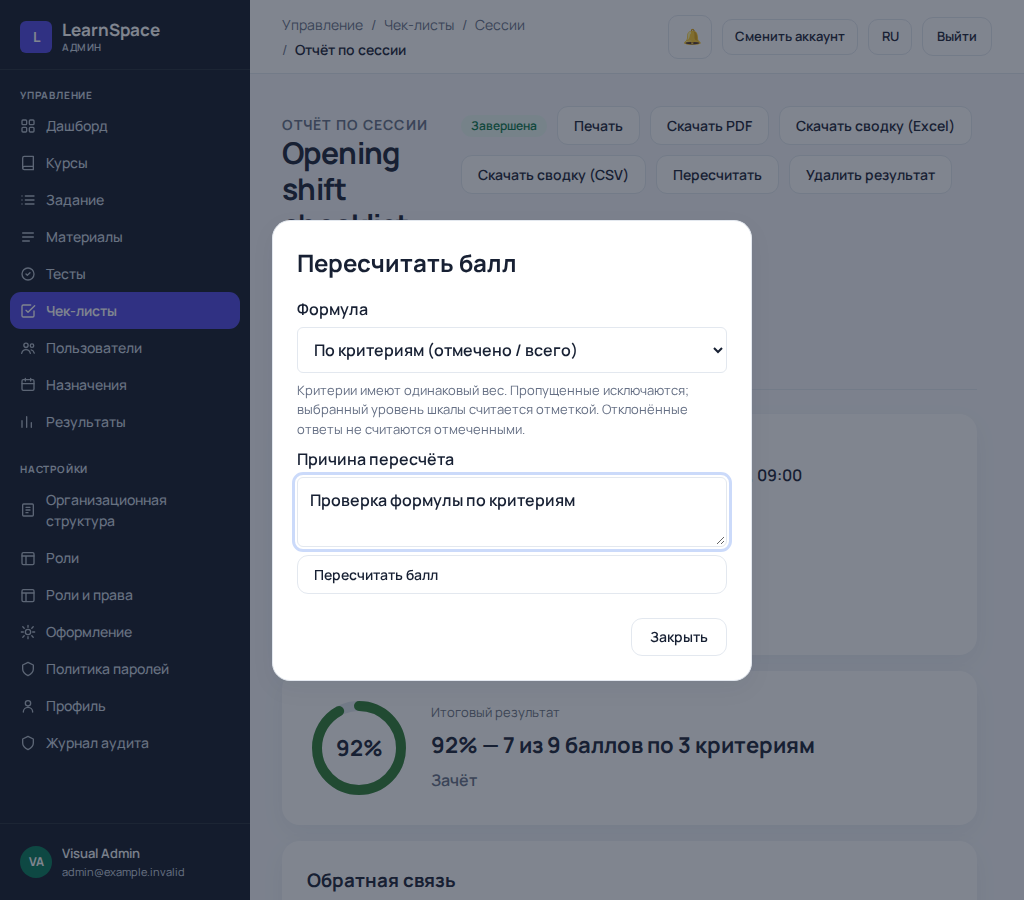 L
LearnSpace
АДМИН
УПРАВЛЕНИЕ
Дашборд
Курсы
Задание
Материалы
Тесты
Чек-листы
Пользователи
Назначения
Результаты
НАСТРОЙКИ
Организационная
структура
Роли
Роли и права
Оформление
Политика паролей
Профиль
Журнал аудита
VA
Visual Admin
admin@example.invalid
Управление / Чек-листы / Сессии
/ Отчёт по сессии
Сменить аккаунт
RU
Выйти
ОТЧЁТ ПО СЕССИИ
Opening
shift
checklist
Завершена
Печать
Скачать PDF
Скачать сводку (Excel)
Скачать сводку (CSV)
Пересчитать
Удалить результат
Пересчитать балл
Формула
По критериям (отмечено / всего)
Критерии имеют одинаковый вес. Пропущенные исключаются;
выбранный уровень шкалы считается отметкой. Отклонённые
ответы не считаются отмеченными.
Причина пересчёта
Проверка формулы по критериям
Пересчитать балл
Закрыть
09:00
92%
Итоговый результат
92% — 7 из 9 баллов по 3 критериям
Зачёт
Обратная связь